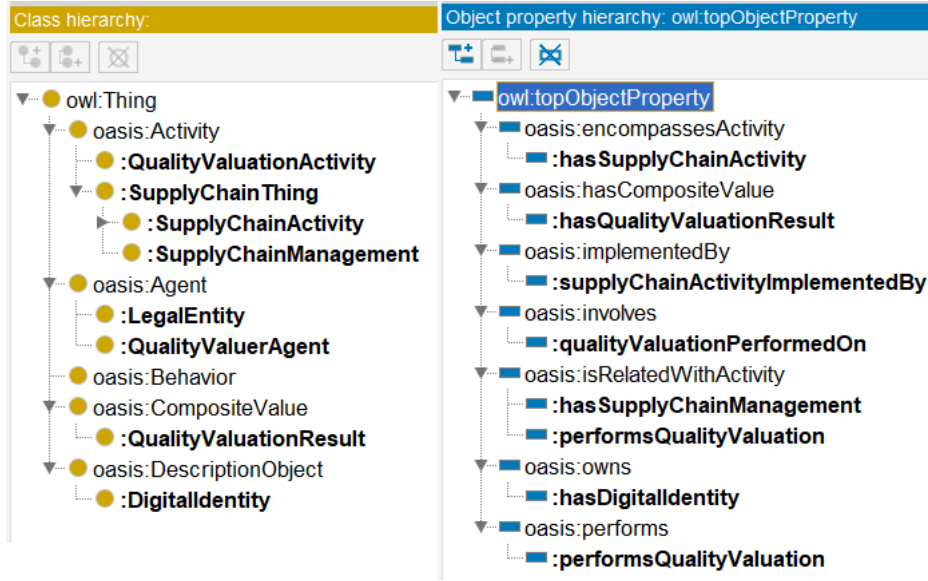 Class hierarchy:
owl:Thing
oasis:Activity
:QualityValuationActivity
:SupplyChainThing
:SupplyChainActivity
:SupplyChainManagement
oasis:Agent
:LegalEntity
:QualityValuerAgent
oasis:Behavior
oasis:CompositeValue
:QualityValuationResult
oasis:DescriptionObject
:DigitalIdentity
Object property hierarchy: owl:topObjectProperty
owl:topObjectProperty
oasis:encompassesActivity
:hasSupplyChainActivity
oasis:hasCompositeValue
:hasQualityValuationResult
oasis:implementedBy
:supplyChainActivityImplementedBy
oasis:involves
:qualityValuationPerformedOn
oasis:isRelatedWithActivity
:hasSupplyChainManagement
:performsQualityValuation
oasis:owns
:hasDigitalIdentity
oasis:performs
:performsQualityValuation